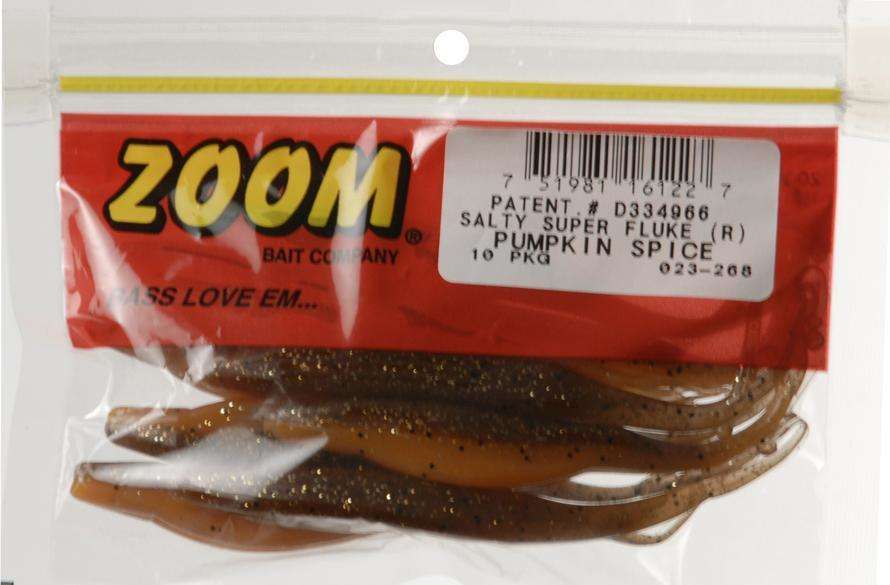 ZOOM®
BAIT COMPANY
BASS LOVE EM...
7 51981 16122 7
PATENT # D334966
SALTY SUPER FLUKE (R)
PUMPKIN SPICE
10 PKG 023-268